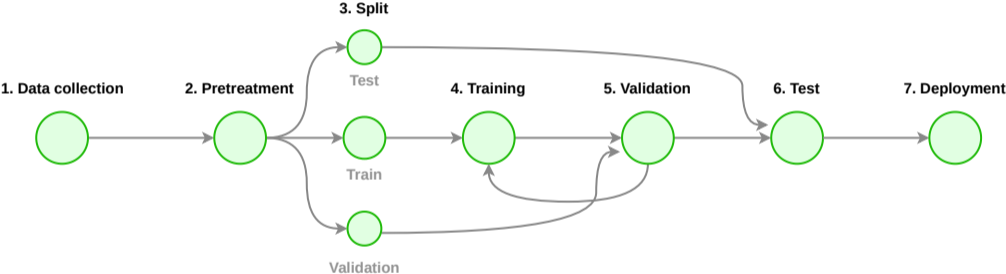 3. Split
Test
1. Data collection
2. Pretreatment
4. Training
5. Validation
6. Test
7. Deployment
Train
Validation